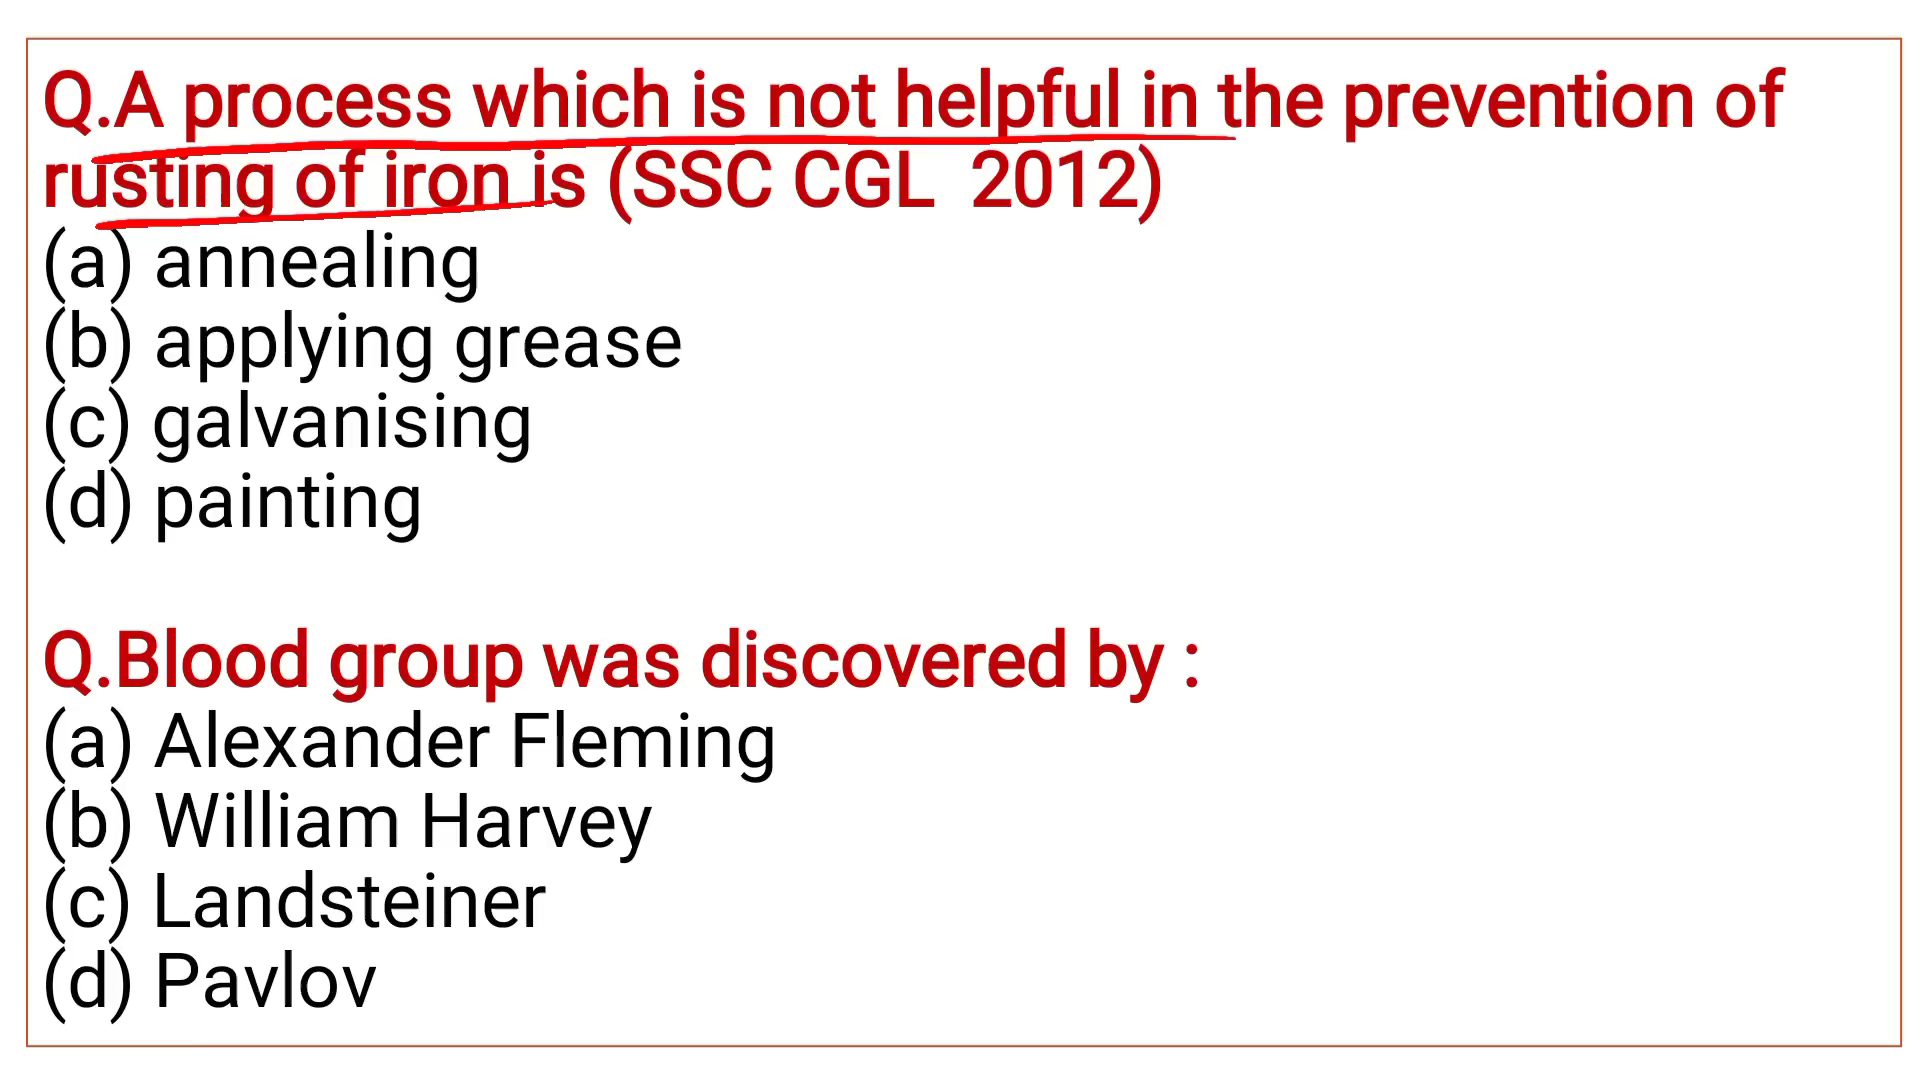 Q.A process which is not helpful in the prevention of
rusting of iron is (SSC CGL  2012)
(a) annealing
(b) applying grease
(c) galvanising
(d) painting
Q.Blood group was discovered by :
(a) Alexander Fleming
(b) William Harvey
(c) Landsteiner
(d) Pavlov